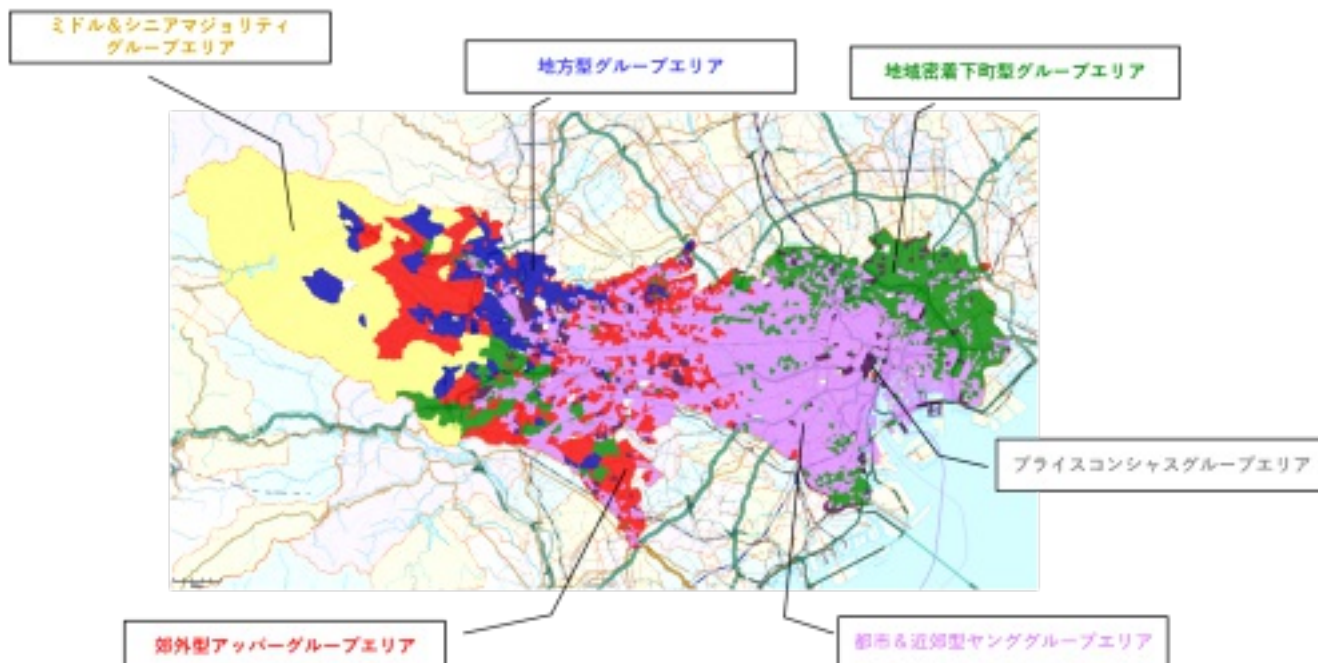 ミドル＆シニアマジョリティ
グループエリア
地方型グループエリア
地域密着下町型グループエリア
プライスコンシャスグループエリア
郊外型アッパーグループエリア
都市＆近郊型ヤンググループエリア